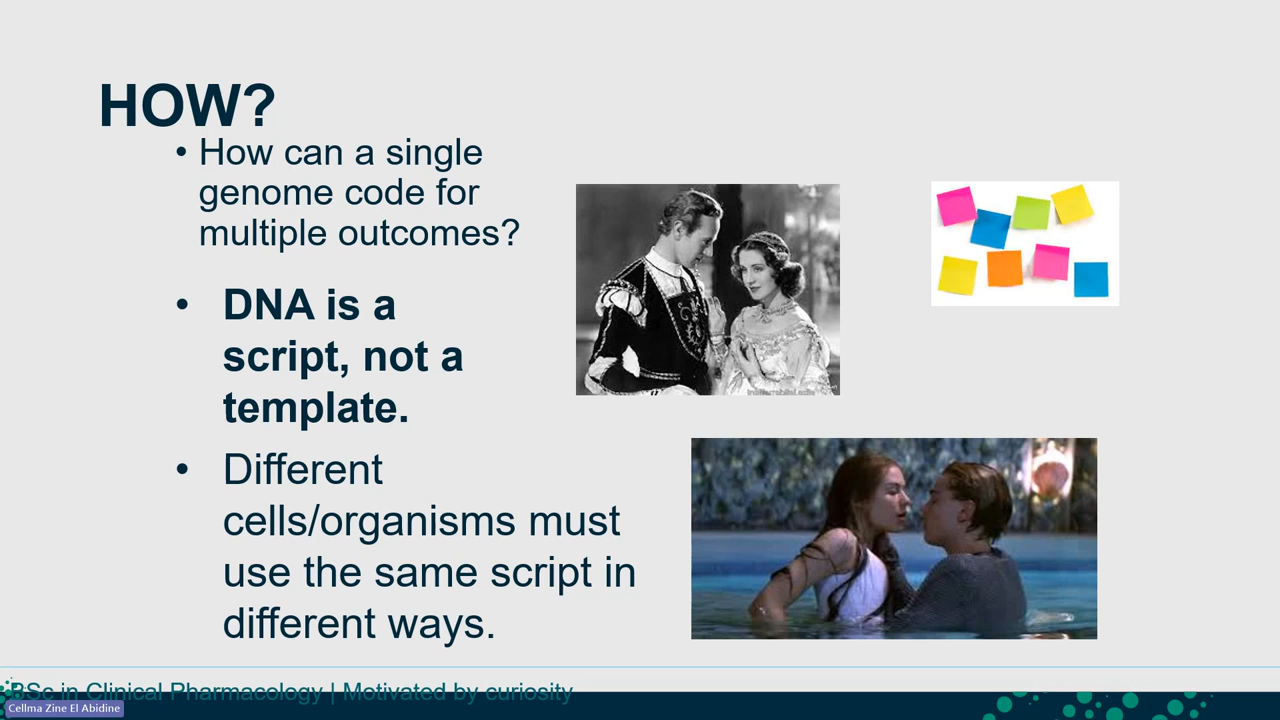 HOW?
• How can a single
genome code for
multiple outcomes?
• DNA is a
script, not a
template.
• Different
cells/organisms must
use the same script in
different ways.
BSc in Clinical Pharmacology | Motivated by curiosity
Cellma Zine El Abidine